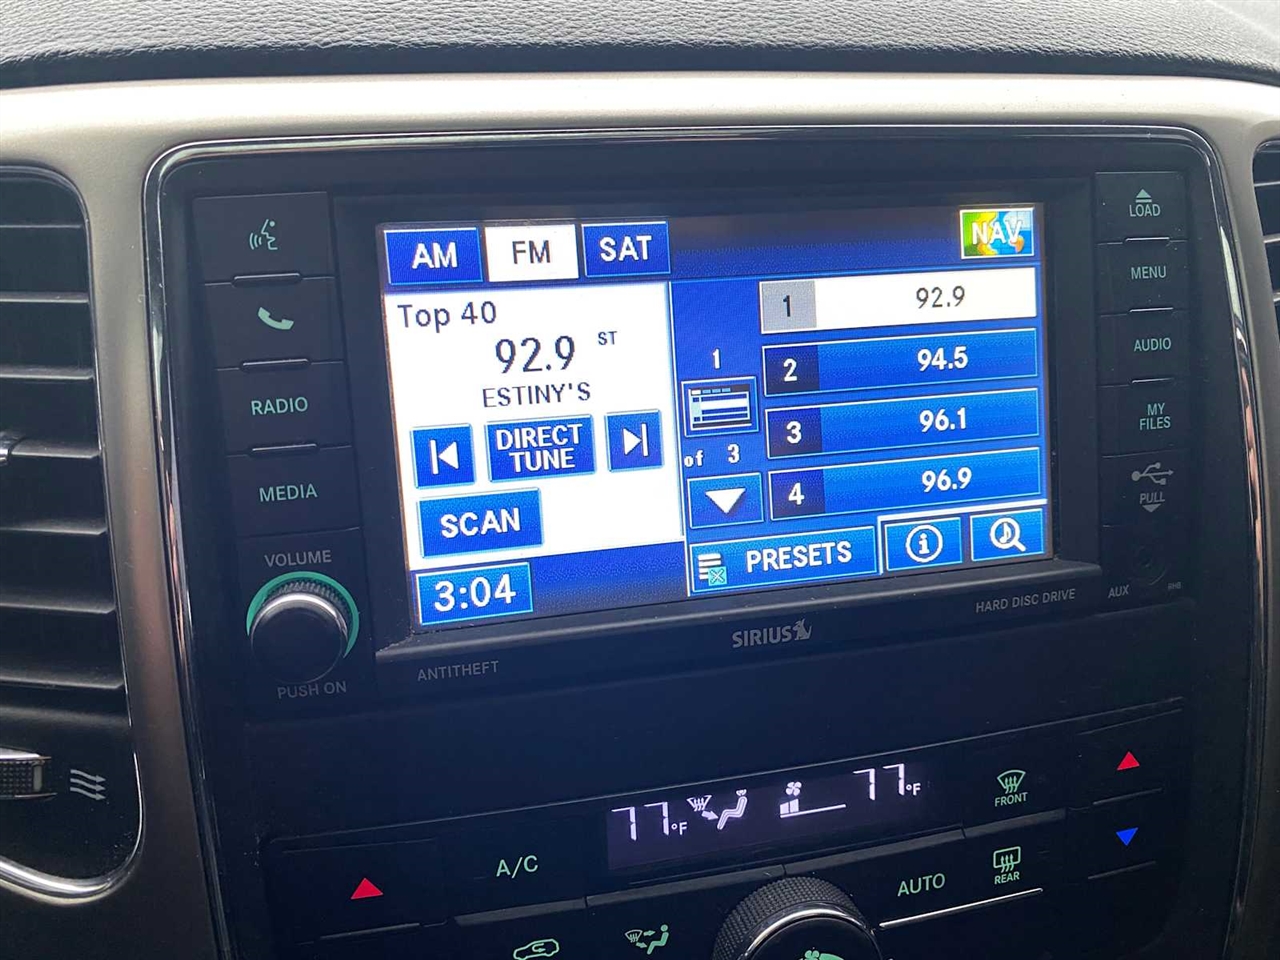 AM FM SAT NAV
Top 40
92.9 ST
ESTINY'S
DIRECT
TUNE
SCAN
3:04
1
of 3
1 92.9
2 94.5
3 96.1
4 96.9
PRESETS
i
RADIO
MEDIA
VOLUME
PUSH ON
LOAD
MENU
AUDIO
MY
FILES
PULL
AUX
ANTITHEFT
SIRIUS
HARD DISC DRIVE
77°F
77°F
FRONT
A/C
AUTO
REAR